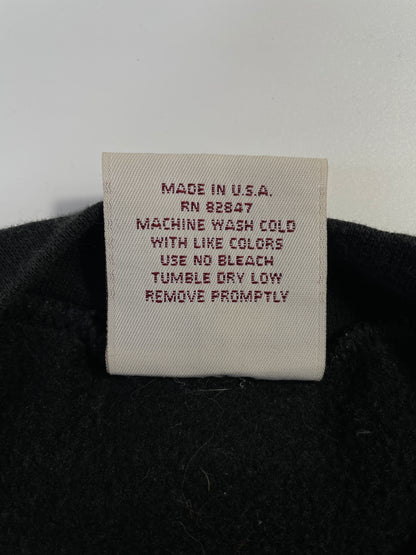 MADE IN U.S.A.
RN 82847
MACHINE WASH COLD
WITH LIKE COLORS
USE NO BLEACH
TUMBLE DRY LOW
REMOVE PROMPTLY